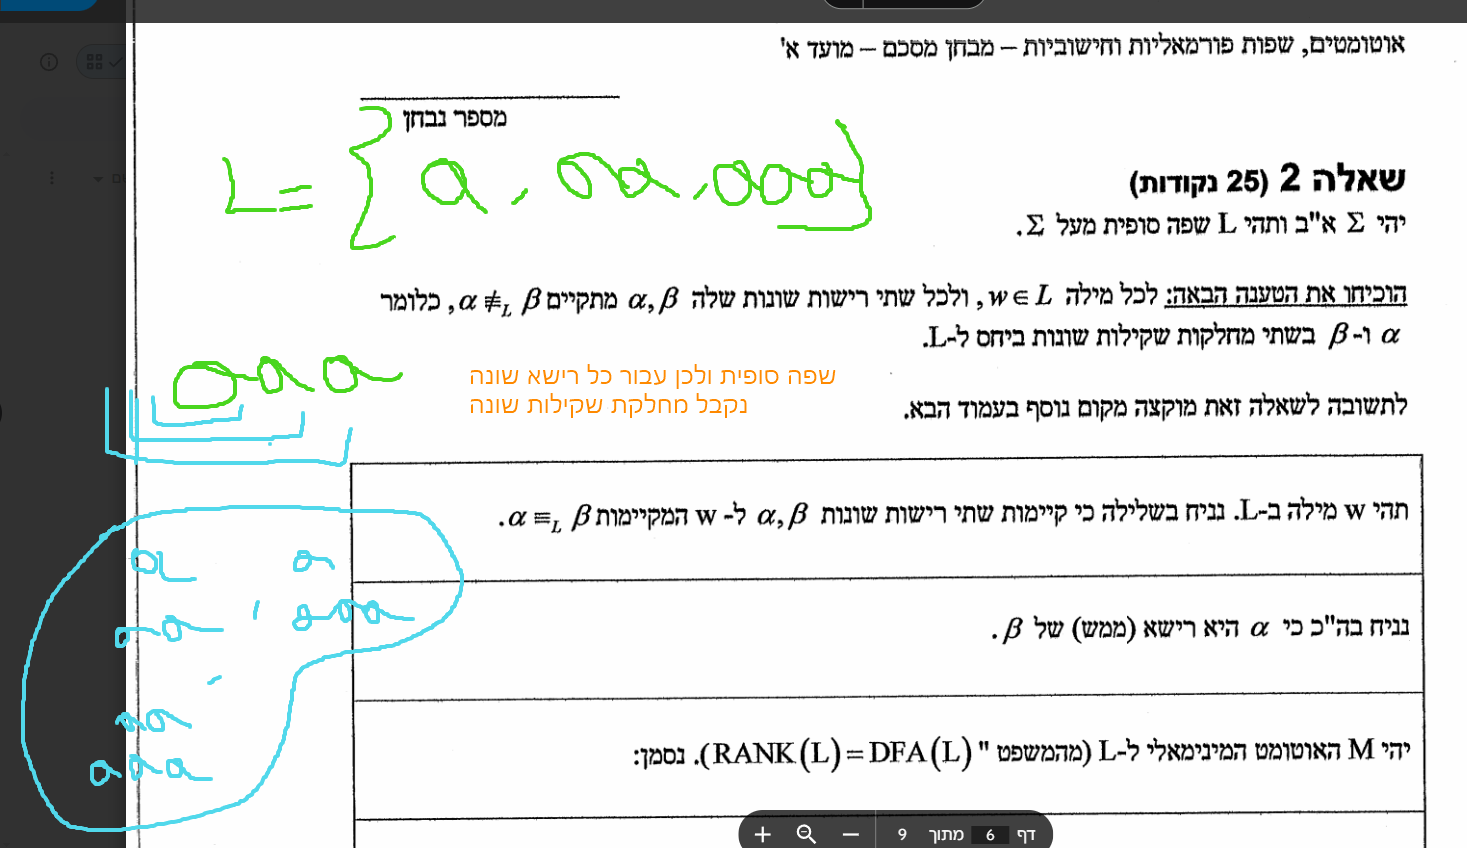 אוטומטים, שפות פורמאליות וחישוביות – מבחן מסכם – מועד א'
מספר נבחן
L = { a, aa, aaa }
שאלה 2 (25 נקודות)
יהי Σ א"ב ותהי L שפה סופית מעל Σ.
הוכיחו את הטענה הבאה: לכל מילה w ∈ L, ולכל שתי רישות שונות שלה α, β מתקיים α ≢_L β, כלומר
α ו- β בשתי מחלקות שקילות שונות ביחס ל-L.
aaa
שפה סופית ולכן עבור כל רישא שונה
נקבל מחלקת שקילות שונה
לתשובה לשאלה זאת מוקצה מקום נוסף בעמוד הבא.
תהי w מילה ב-L. נניח בשלילה כי קיימות שתי רישות שונות α, β ל- w המקיימות α ≡_L β.
a a
aa , aaa
נניח בה"כ כי α היא רישא (ממש) של β.
aa
aaa
יהי M האוטומט המינימאלי ל-L (מהמשפט " RANK(L) = DFA(L)). נסמן:
דף 6 מתוך 9